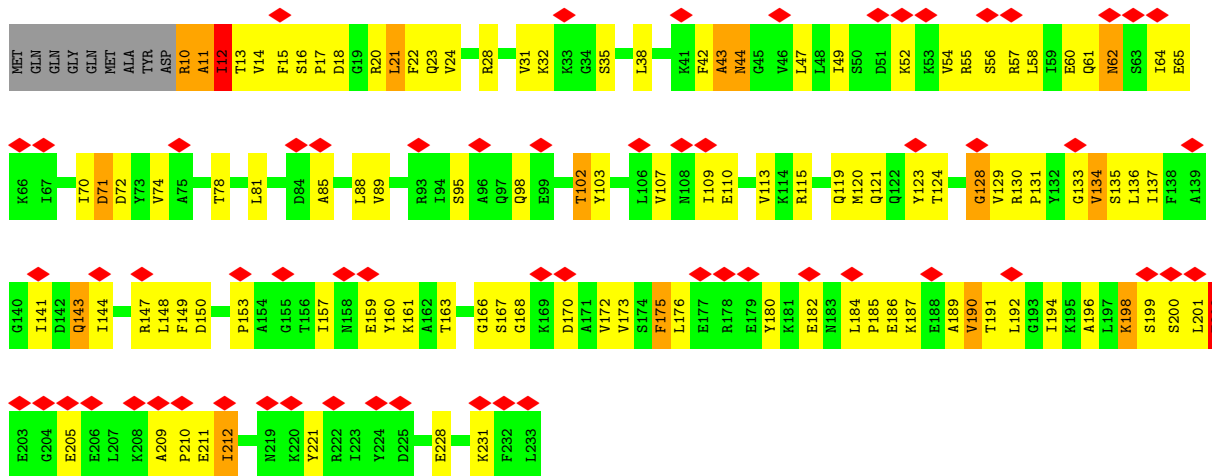 MET GLN GLN GLY GLN MET ALA TYR ASP R10 A11 I12 T13 V14 F15 S16 P17 D18 G19 R20 L21 F22 Q23 V24 R28 V31 K32 K33 G34 S35 L38 K41 F42 A43 N44 G45 V46 L47 L48 I49 S50 D51 K52 K53 V54 R55 S56 R57 L58 I59 E60 Q61 N62 S63 I64 E65
K66 I67 I70 D71 D72 Y73 V74 A75 T78 L81 D84 A85 L88 V89 R93 I94 S95 A96 Q97 Q98 E99 T102 Y103 L106 V107 N108 I109 E110 V113 K114 R115 Q119 M120 Q121 Q122 Y123 T124 G128 V129 R130 P131 Y132 G133 V134 S135 L136 I137 F138 A139
G140 I141 D142 Q143 I144 R147 L148 F149 D150 P153 A154 G155 T156 I157 N158 E159 Y160 K161 A162 T163 G166 S167 G168 K169 D170 A171 V172 V173 S174 F175 L176 E177 R178 E179 Y180 K181 E182 N183 L184 P185 E186 K187 E188 A189 V190 T191 L192 G193 I194 K195 A196 L197 K198 S199 S200 L201
E203 G204 E205 E206 L207 K208 A209 P210 E211 I212 N219 K220 Y221 R222 I223 Y224 D225 E228 K231 F232 L233